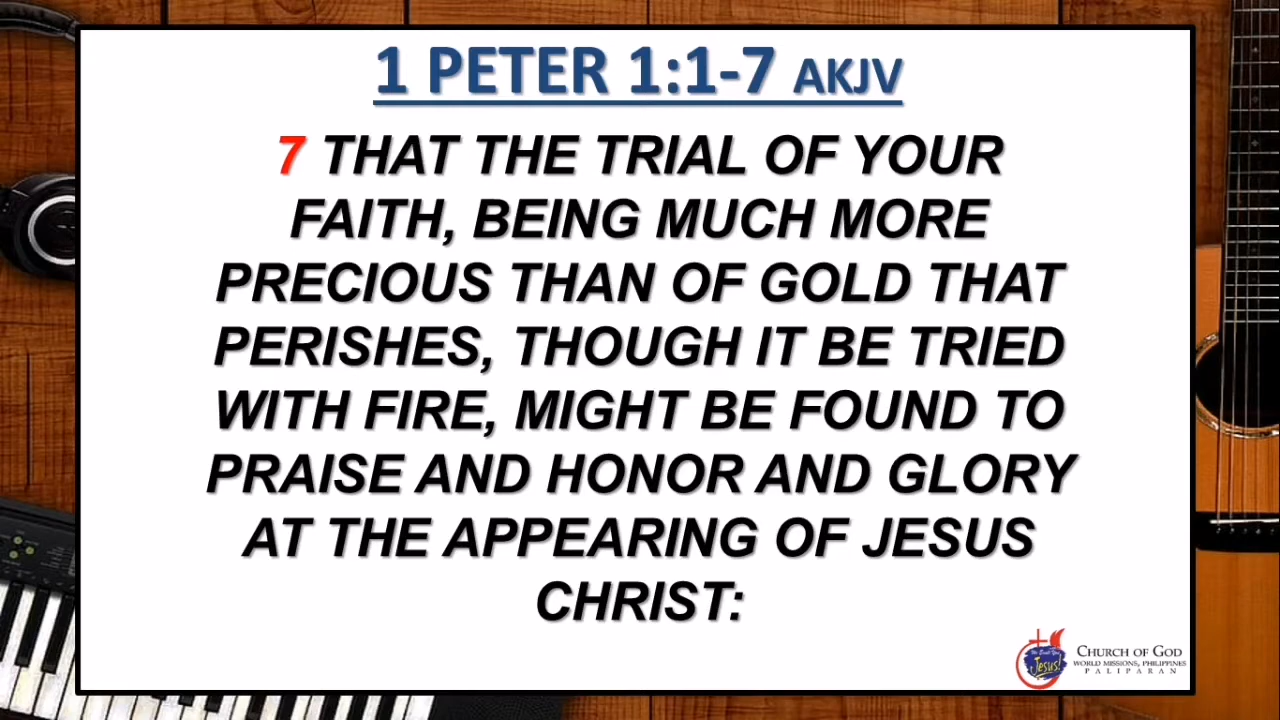 1 PETER 1:1-7 AKJV
7 THAT THE TRIAL OF YOUR
FAITH, BEING MUCH MORE
PRECIOUS THAN OF GOLD THAT
PERISHES, THOUGH IT BE TRIED
WITH FIRE, MIGHT BE FOUND TO
PRAISE AND HONOR AND GLORY
AT THE APPEARING OF JESUS
CHRIST:
Jesus!
CHURCH OF GOD
WORLD MISSIONS, PHILIPPINES
PALIPARAN